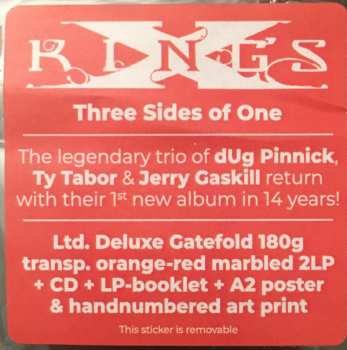 KING'S X
Three Sides of One
The legendary trio of dUg Pinnick,
Ty Tabor & Jerry Gaskill return
with their 1st new album in 14 years!
Ltd. Deluxe Gatefold 180g
transp. orange-red marbled 2LP
+ CD + LP-booklet + A2 poster
& handnumbered art print
This sticker is removable